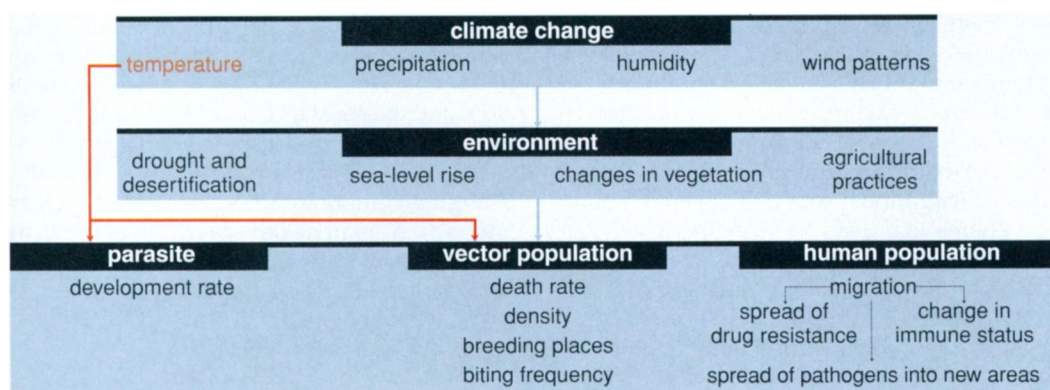 climate change
temperature precipitation humidity wind patterns
environment
drought and desertification sea-level rise changes in vegetation agricultural practices
parasite vector population human population
development rate death rate migration
density spread of drug resistance change in immune status
breeding places
biting frequency spread of pathogens into new areas